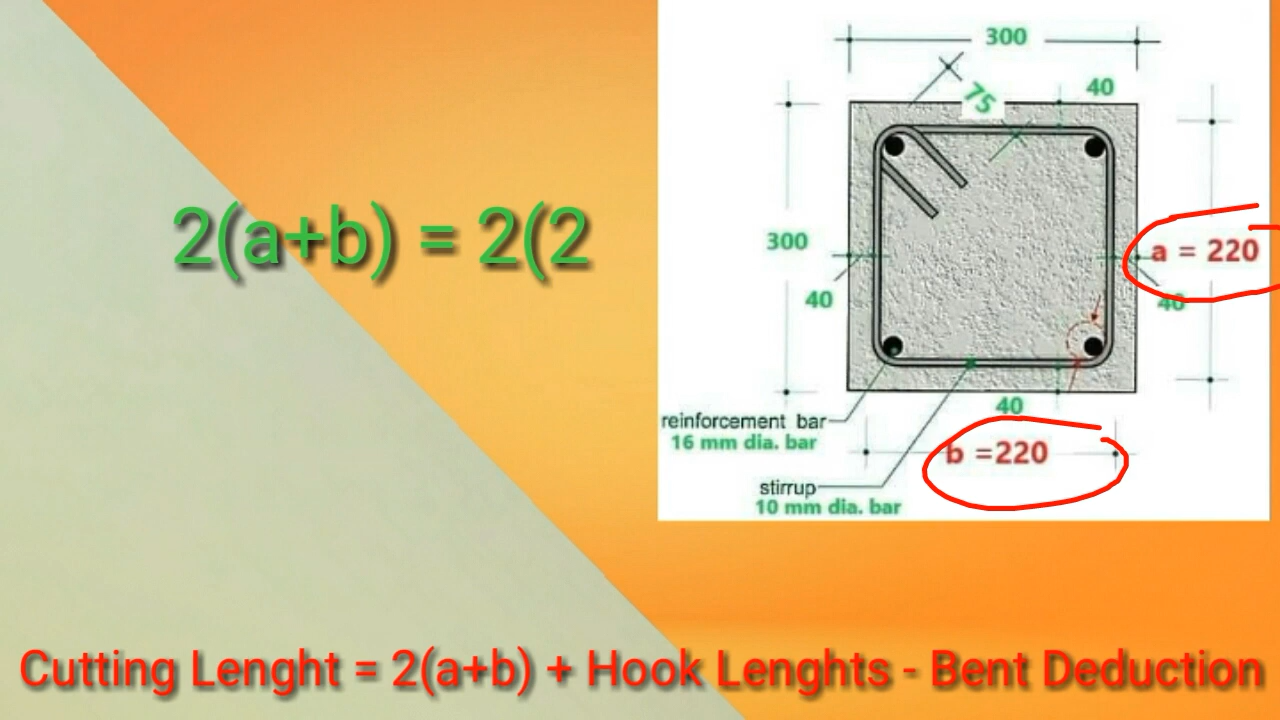 300
75
40
2(a+b) = 2(2
300
a = 220
40
40
40
reinforcement bar
16 mm dia. bar
b =220
stirrup
10 mm dia. bar
Cutting Lenght = 2(a+b) + Hook Lenghts - Bent Deduction